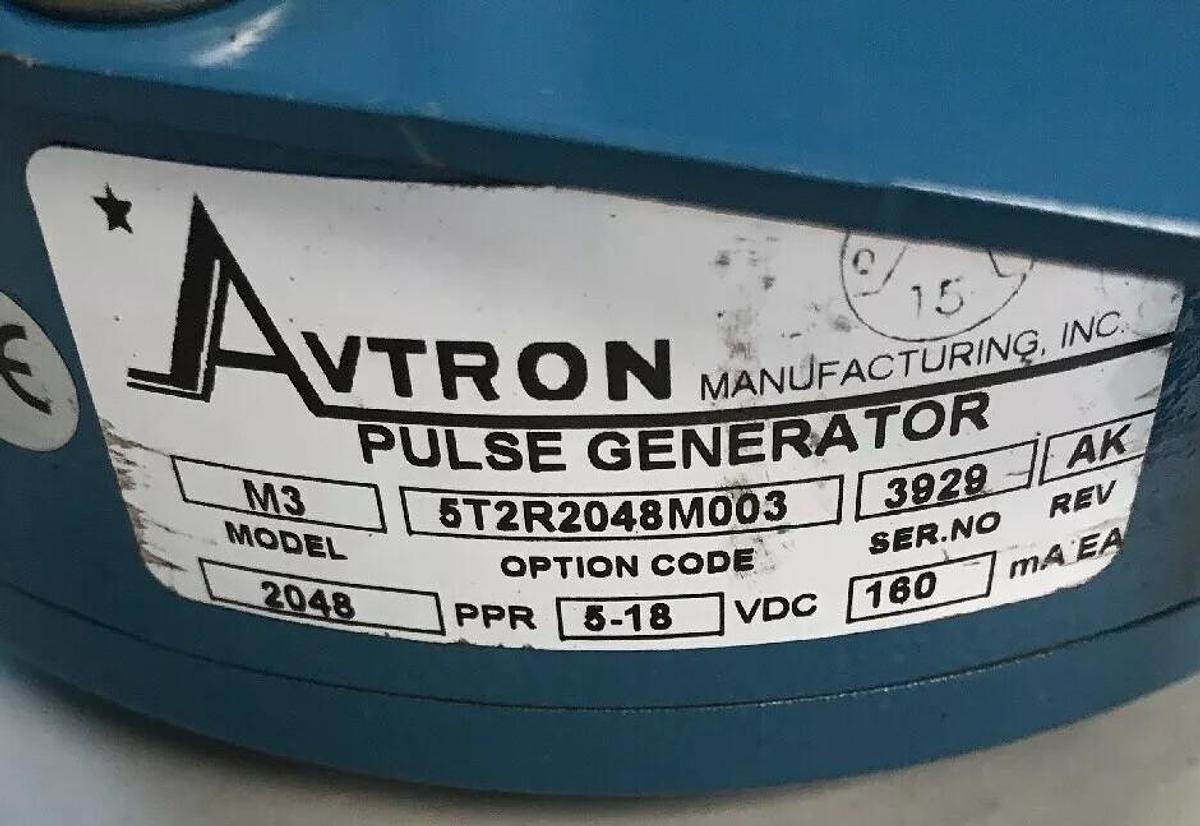 15
AVTRON MANUFACTURING, INC.
PULSE GENERATOR
M3 5T2R2048M003 3929 AK
MODEL OPTION CODE SER.NO REV
2048 PPR 5-18 VDC 160 mA EA
CE